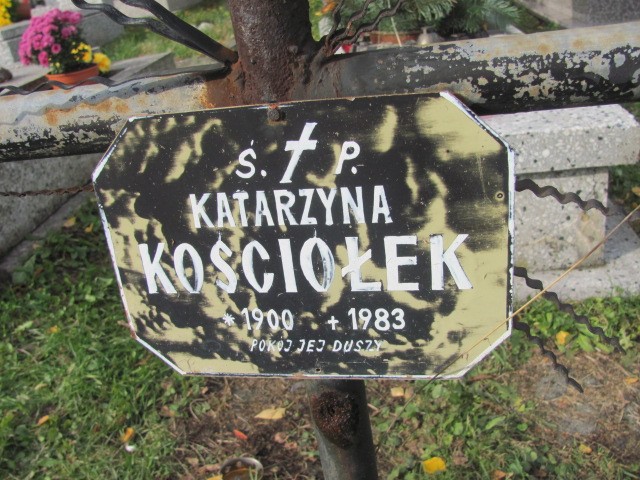 Ś. † P.
KATARZYNA
KOŚCIOŁEK
* 1900 + 1983
POKÓJ JEJ DUSZY